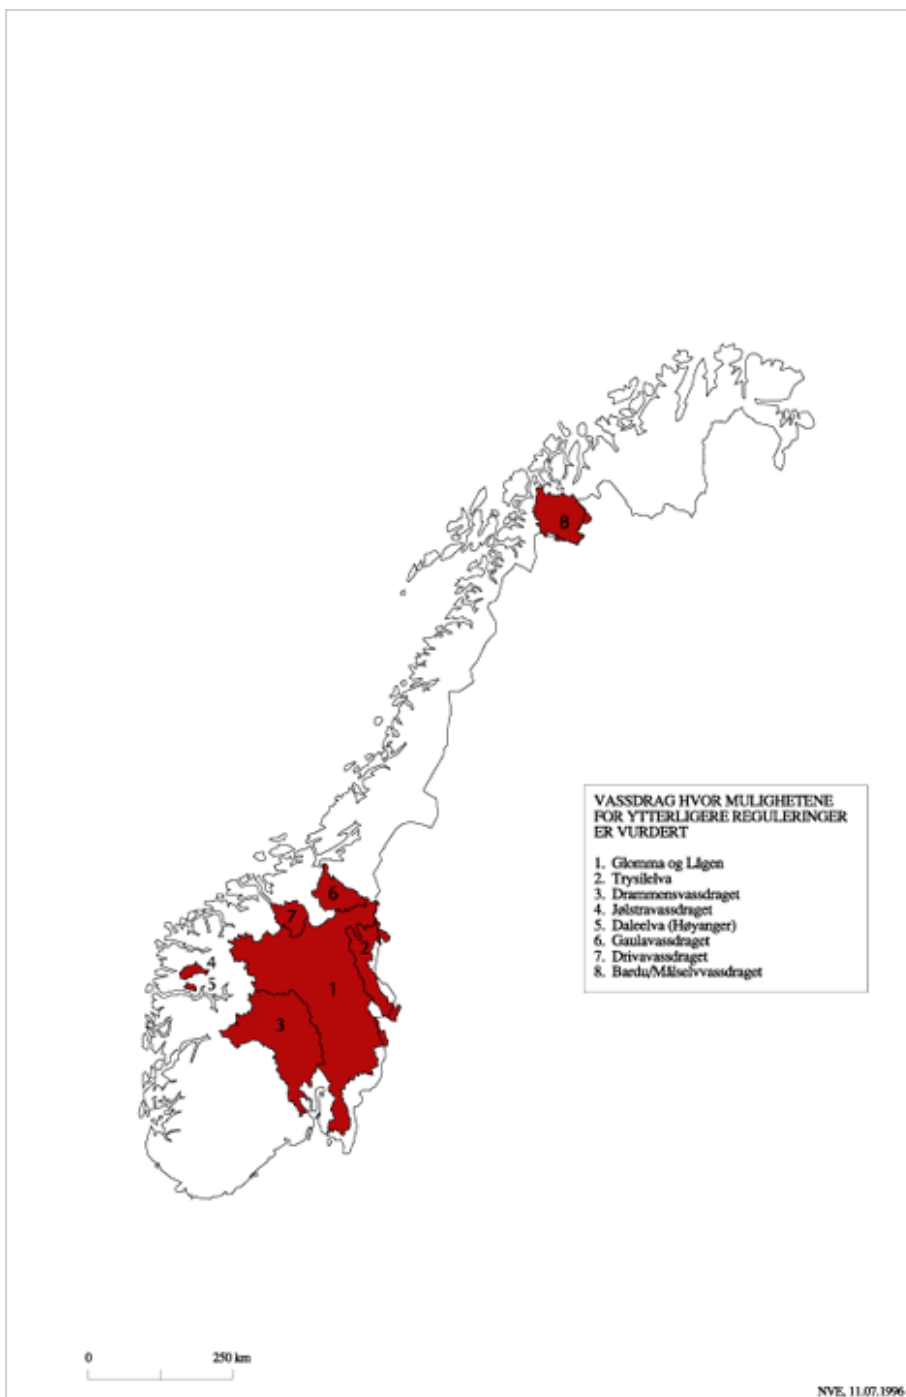 8
6
7
2
4
5
1
3
VASSDRAG HVOR MULIGHETENE
FOR YTTERLIGERE REGULERINGER
ER VURDERT
1. Glomma og Lågen
2. Trysilelva
3. Drammensvassdraget
4. Jølstravassdraget
5. Daleelva (Høyanger)
6. Gaulavassdraget
7. Drivavassdraget
8. Bardu/Målselvvassdraget
0 250 km
NVE, 11.07.1996